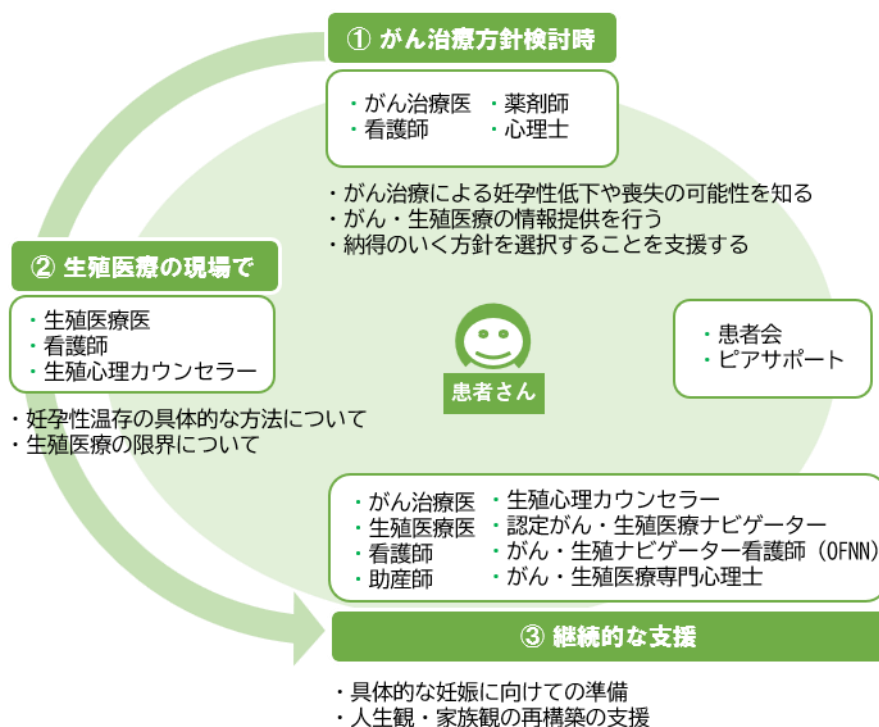 ① がん治療方針検討時
・がん治療医 ・薬剤師
・看護師 ・心理士
・がん治療による妊孕性低下や喪失の可能性を知る
・がん・生殖医療の情報提供を行う
・納得のいく方針を選択することを支援する
② 生殖医療の現場で
・生殖医療医
・看護師
・生殖心理カウンセラー
・妊孕性温存の具体的な方法について
・生殖医療の限界について
患者さん
・患者会
・ピアサポート
・がん治療医 ・生殖心理カウンセラー
・生殖医療医 ・認定がん・生殖医療ナビゲーター
・看護師 ・がん・生殖ナビゲーター看護師（OFNN）
・助産師 ・がん・生殖医療専門心理士
③ 継続的な支援
・具体的な妊娠に向けての準備
・人生観・家族観の再構築の支援